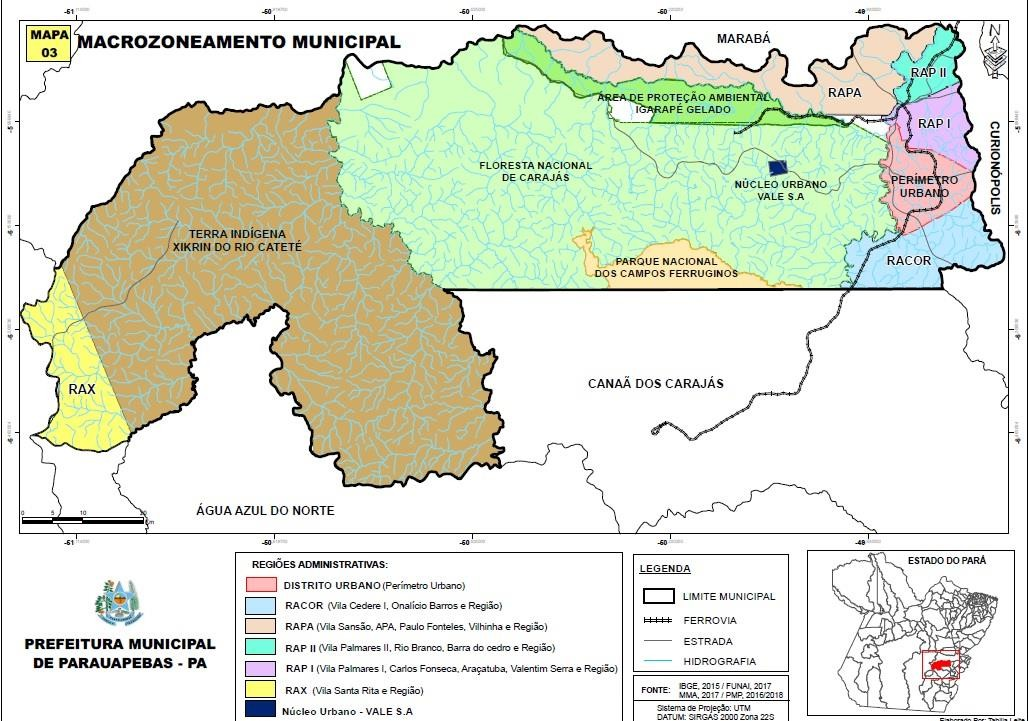 MAPA
03
MACROZONEAMENTO MUNICIPAL
MARABÁ
N
RAP II
RAPA
ÁREA DE PROTEÇÃO AMBIENTAL
IGARAPÉ GELADO
RAP I
CURIONÓPOLIS
FLORESTA NACIONAL
DE CARAJÁS
NÚCLEO URBANO
VALE S.A
PERÍMETRO
URBANO
TERRA INDÍGENA
XIKRIN DO RIO CATETÉ
PARQUE NACIONAL
DOS CAMPOS FERRUGINOS
RACOR
RAX
CANAÃ DOS CARAJÁS
ÁGUA AZUL DO NORTE
0 5 10 20
Km
PREFEITURA MUNICIPAL
DE PARAUAPEBAS - PA
REGIÕES ADMINISTRATIVAS:
DISTRITO URBANO (Perímetro Urbano)
RACOR (Vila Cedere I, Onalício Barros e Região)
RAPA (Vila Sansão, APA, Paulo Fonteles, Vilhinha e Região)
RAP II (Vila Palmares II, Rio Branco, Barra do cedro e Região)
RAP I (Vila Palmares I, Carlos Fonseca, Araçatuba, Valentim Serra e Região)
RAX (Vila Santa Rita e Região)
Núcleo Urbano - VALE S.A
LEGENDA
LIMITE MUNICIPAL
FERROVIA
ESTRADA
HIDROGRAFIA
FONTE: IBGE, 2015 / FUNAI, 2017
MMA, 2017 / PMP, 2016/2018
Sistema de Projeção: UTM
DATUM: SIRGAS 2000 Zona 22S
ESTADO DO PARÁ
Elaborado Por: